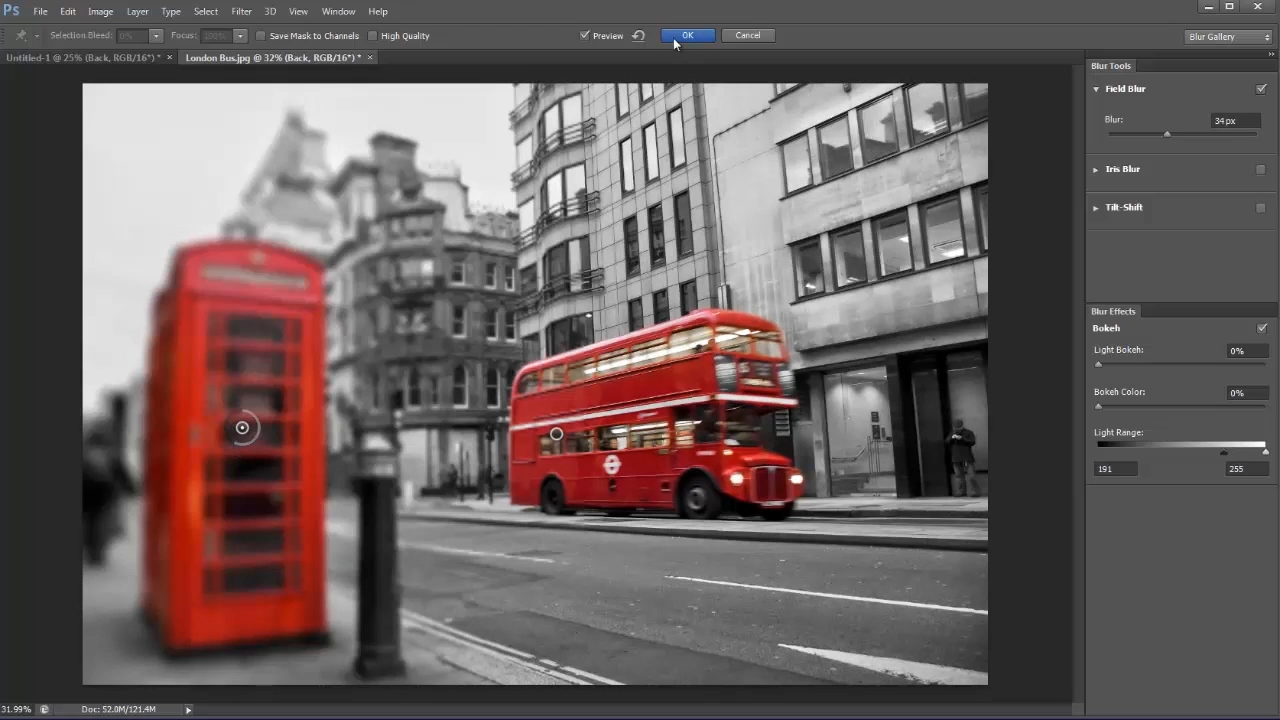 Ps File Edit Image Layer Type Select Filter 3D View Window Help
Selection Bleed: 0% Focus: 100% Save Mask to Channels High Quality Preview OK Cancel Blur Gallery
Untitled-1 @ 25% (Back, RGB/16*) * × London Bus.jpg @ 32% (Back, RGB/16*) * ×
Blur Tools
Field Blur
Blur: 34 px
Iris Blur
Tilt-Shift
Blur Effects
Bokeh
Light Bokeh: 0%
Bokeh Color: 0%
Light Range:
191 255
31.99% Doc: 52.0M/121.4M